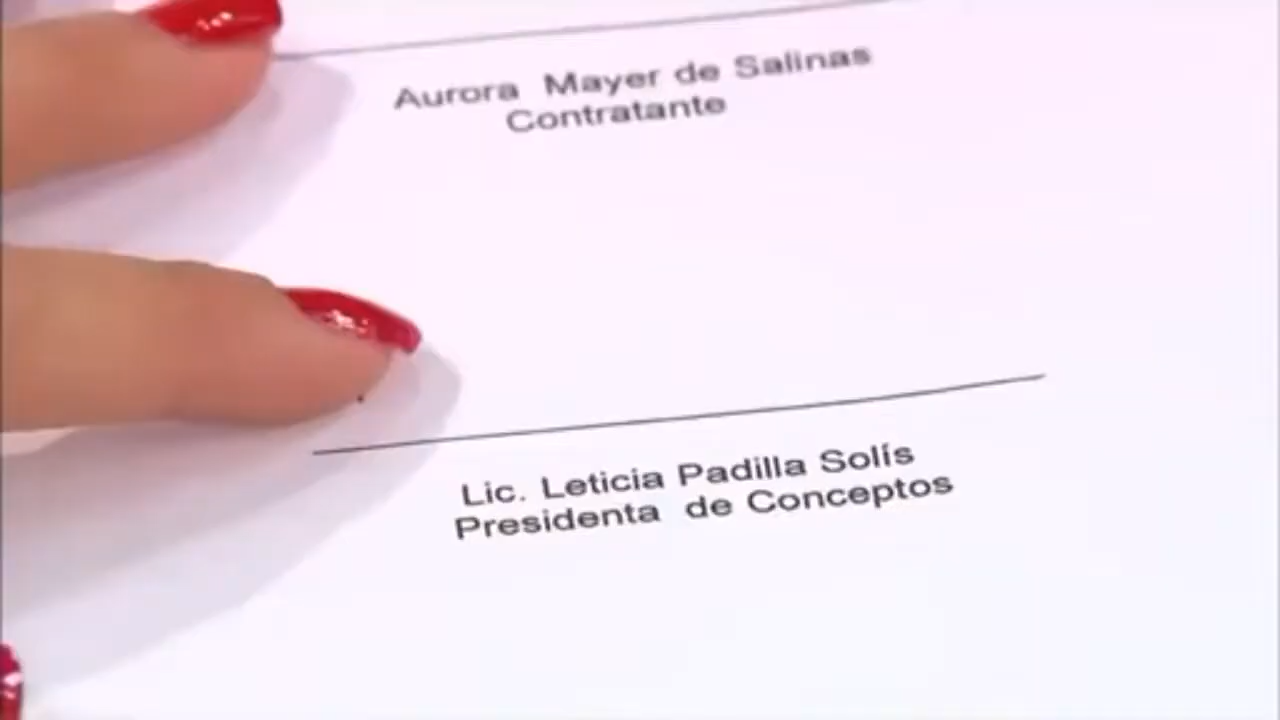 Aurora Mayer de Salinas
Contratante
Lic. Leticia Padilla Solís
Presidenta de Conceptos